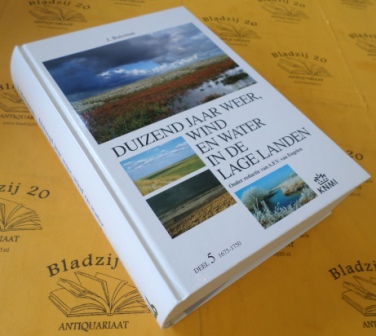 J. Buisman
DUIZEND JAAR WEER,
WIND
EN WATER
IN DE
LAGE LANDEN
Onder redactie van A.F.V. van Engelen
KNMI
DEEL 5 1675-1750
Bladzij 20
Bladzij 20
ANTIQUARIAAT
Bladzij 20
ANTIQUARIAAT
Bladzij